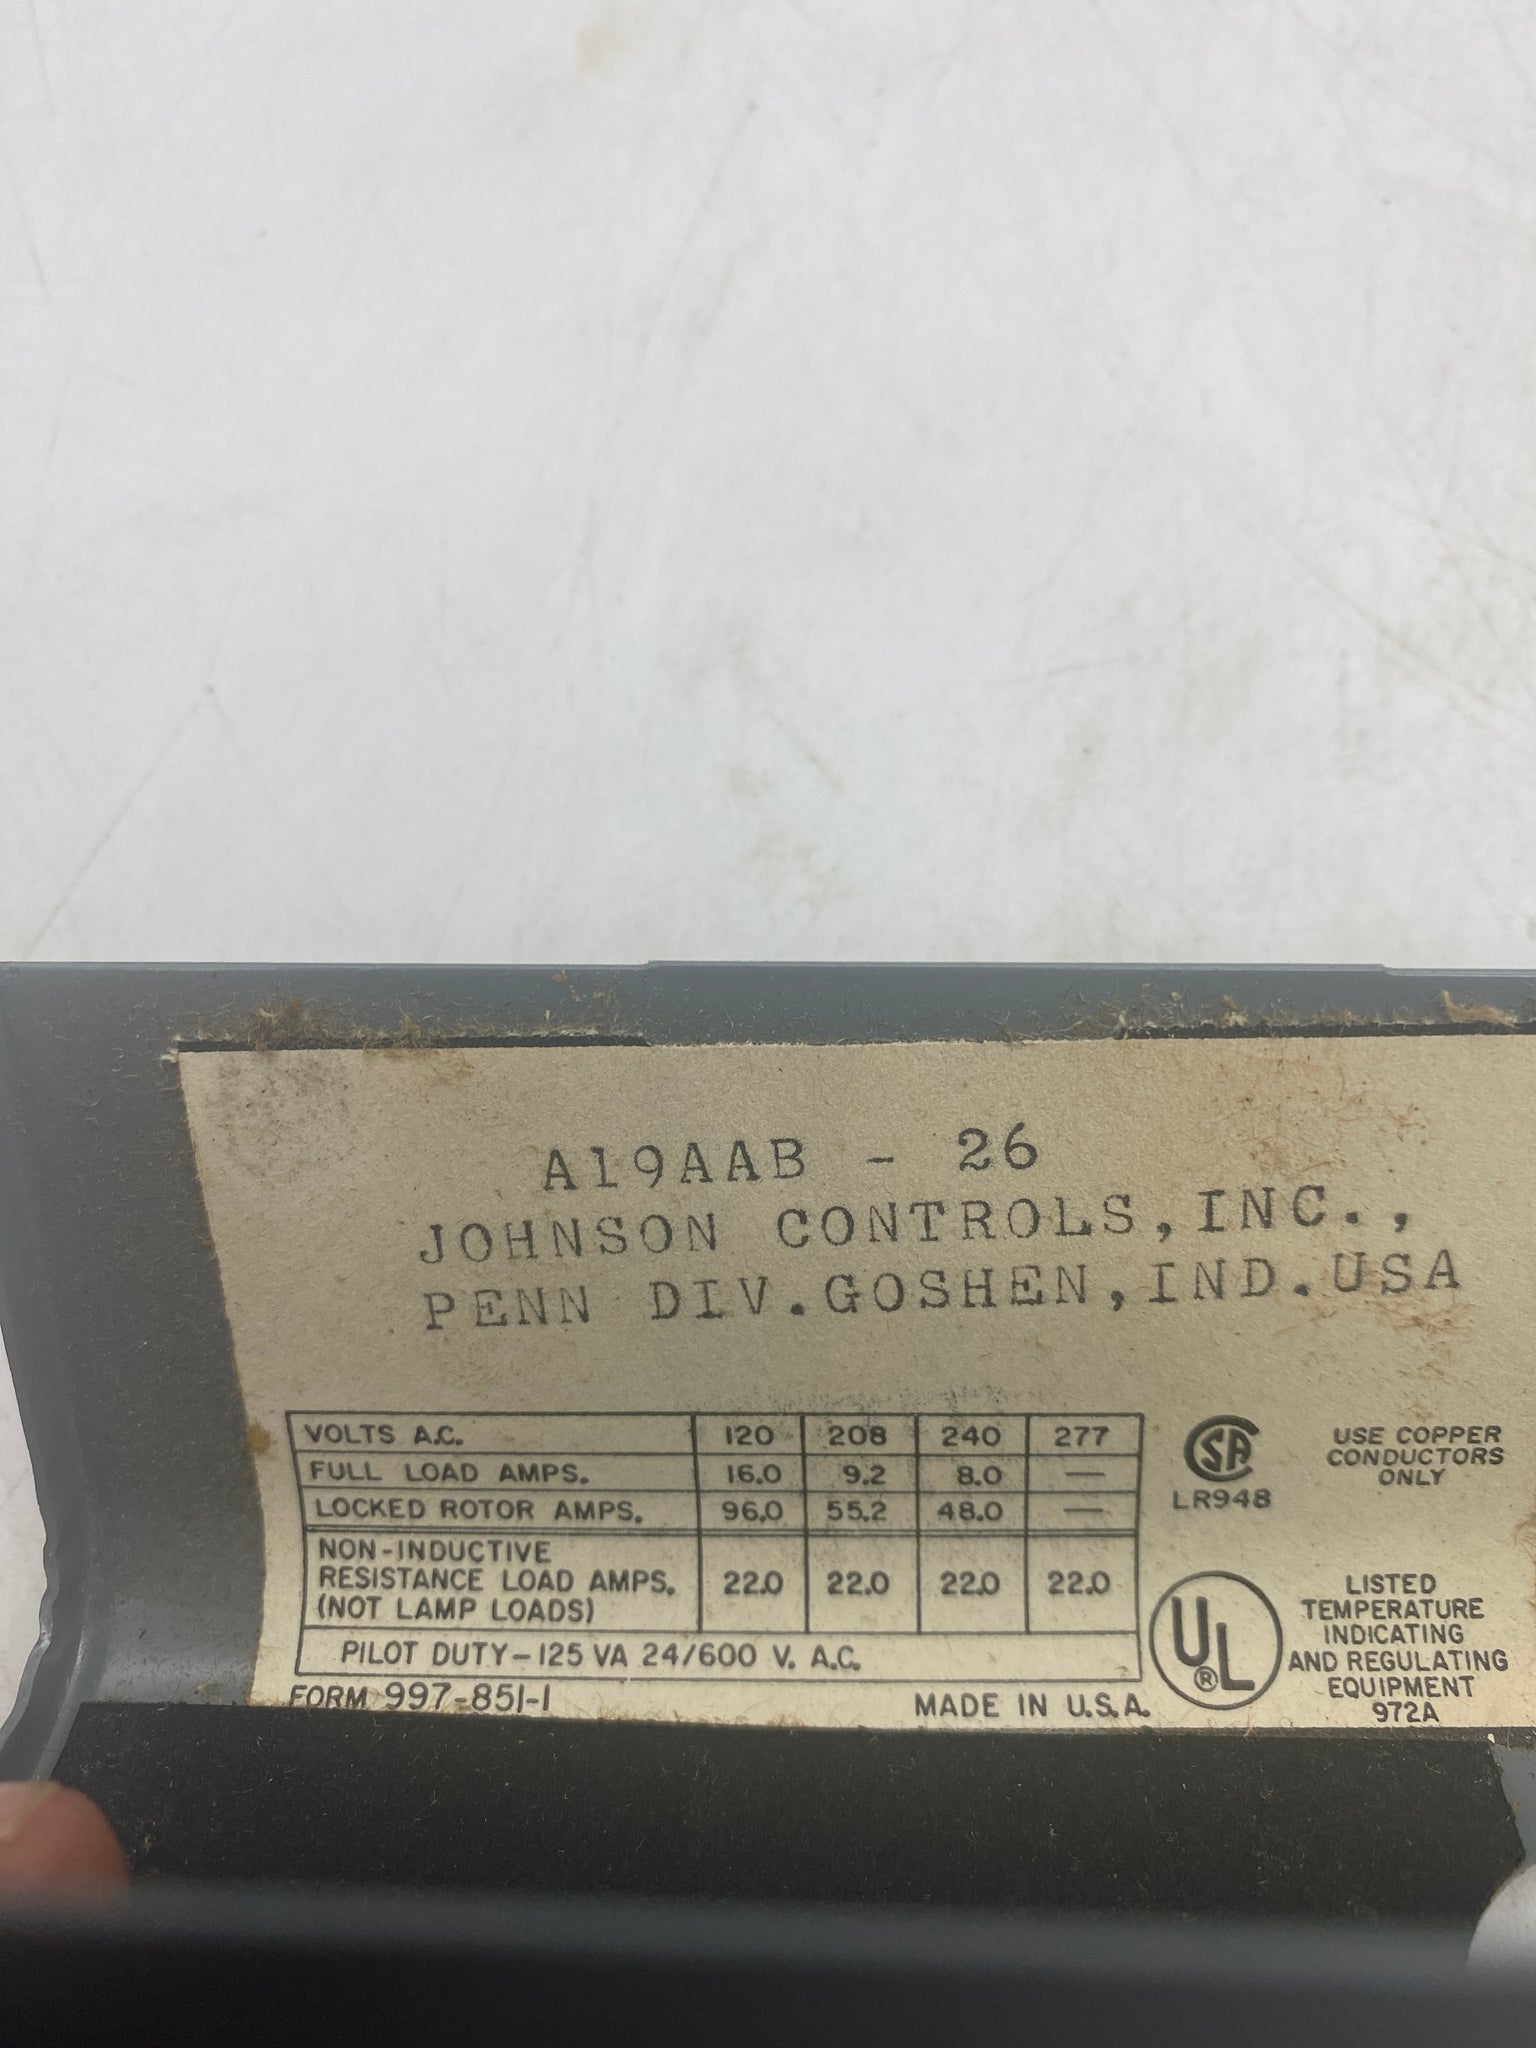 A19AAB - 26
JOHNSON CONTROLS, INC.,
PENN DIV. GOSHEN, IND. USA
VOLTS A.C. 120 208 240 277
FULL LOAD AMPS. 16.0 9.2 8.0 —
LOCKED ROTOR AMPS. 96.0 55.2 48.0 —
NON-INDUCTIVE
RESISTANCE LOAD AMPS. 22.0 22.0 22.0 22.0
(NOT LAMP LOADS)
PILOT DUTY – 125 VA 24/600 V. A.C.
FORM 997-851-1 MADE IN U.S.A.
SA
LR948
USE COPPER
CONDUCTORS
ONLY
UL ®
LISTED
TEMPERATURE
INDICATING
AND REGULATING
EQUIPMENT
972A